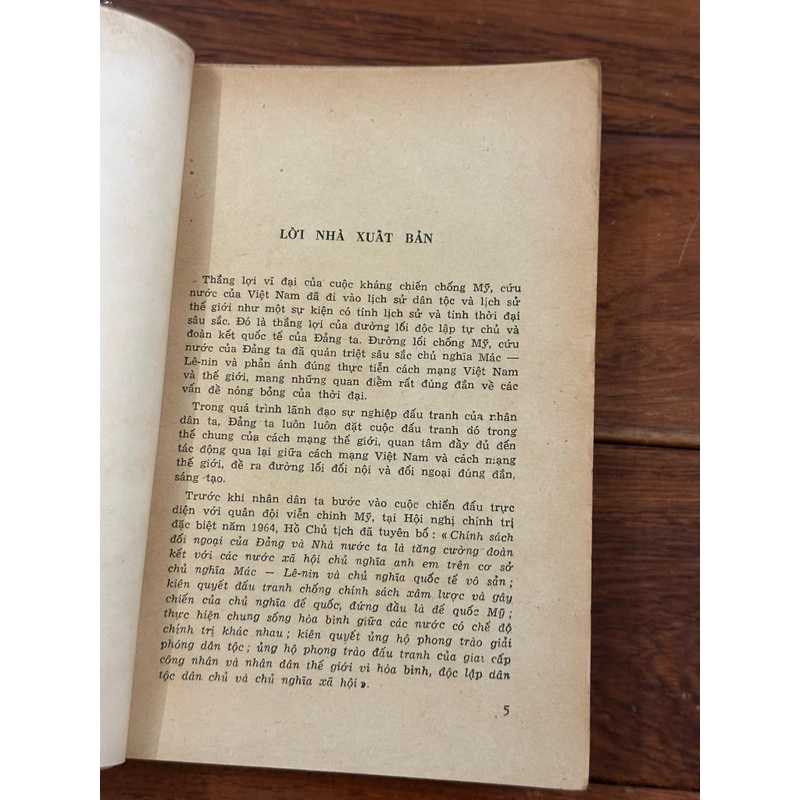 LỜI NHÀ XUẤT BẢN
Thắng lợi vĩ đại của cuộc kháng chiến chống Mỹ, cứu
nước của Việt Nam đã đi vào lịch sử dân tộc và lịch sử
thế giới như một sự kiện có tính lịch sử và tính thời đại
sâu sắc. Đó là thắng lợi của đường lối độc lập tự chủ và
đoàn kết quốc tế của Đảng ta. Đường lối chống Mỹ, cứu
nước của Đảng ta đã quán triệt sâu sắc chủ nghĩa Mác —
Lê-nin và phản ánh đúng thực tiễn cách mạng Việt Nam
và thế giới, mang những quan điểm rất đúng đắn về các
vấn đề nóng bỏng của thời đại.
Trong quá trình lãnh đạo sự nghiệp đấu tranh của nhân
dân ta, Đảng ta luôn luôn đặt cuộc đấu tranh dó trong
thế chung của cách mạng thế giới, quan tâm đầy đủ đến
tác động qua lại giữa cách mạng Việt Nam và cách mạng
thế giới, đề ra đường lối đối nội và đối ngoại đúng đắn,
sáng tạo.
Trước khi nhân dân ta bước vào cuộc chiến đấu trực
diện với quân đội viễn chinh Mỹ, tại Hội nghị chính trị
đặc biệt năm 1964, Hồ Chủ tịch đã tuyên bố : « Chính sách
đối ngoại của Đảng và Nhà nước ta là tăng cường đoàn
kết với các nước xã hội chủ nghĩa anh em trên cơ sở
chủ nghĩa Mác — Lê-nin và chủ nghĩa quốc tế vô sản ;
kiên quyết đấu tranh chống chính sách xâm lược và gây
chiến của chủ nghĩa đế quốc, đứng đầu là đế quốc Mỹ ;
thực hiện chung sống hòa bình giữa các nước có chế độ
chính trị khác nhau ; kiên quyết ủng hộ phong trào giải
phóng dân tộc ; ủng hộ phong trào đấu tranh của giai cấp
công nhân và nhân dân thế giới vì hòa bình, độc lập dân
tộc dân chủ và chủ nghĩa xã hội ».
5